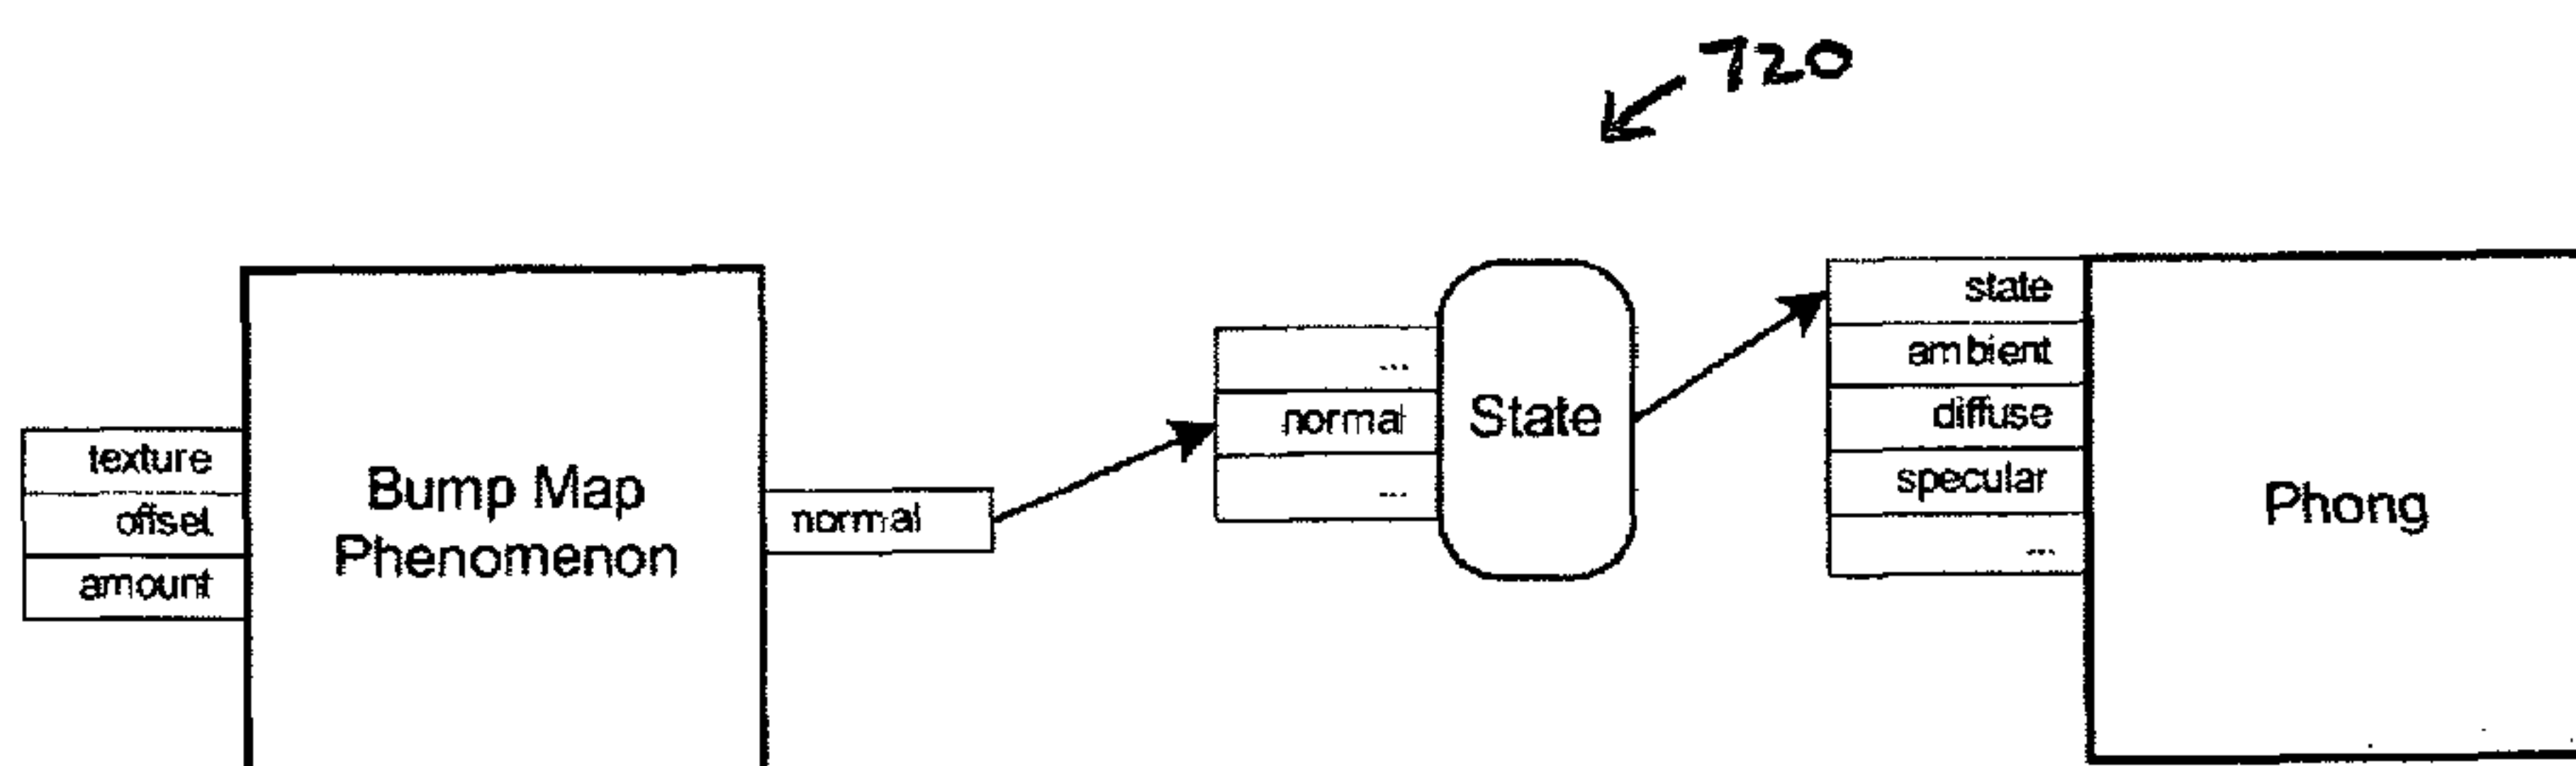 720
texture
offset
amount
Bump Map
Phenomenon
normal
...
normal
...
State
state
ambient
diffuse
specular
...
Phong